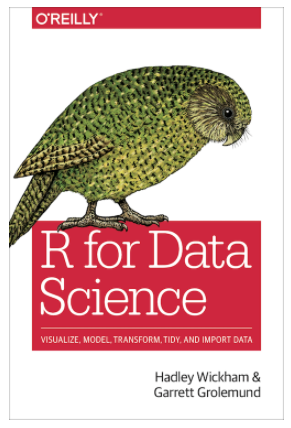 O'REILLY®
R for Data
Science
VISUALIZE, MODEL, TRANSFORM, TIDY, AND IMPORT DATA
Hadley Wickham &
Garrett Grolemund